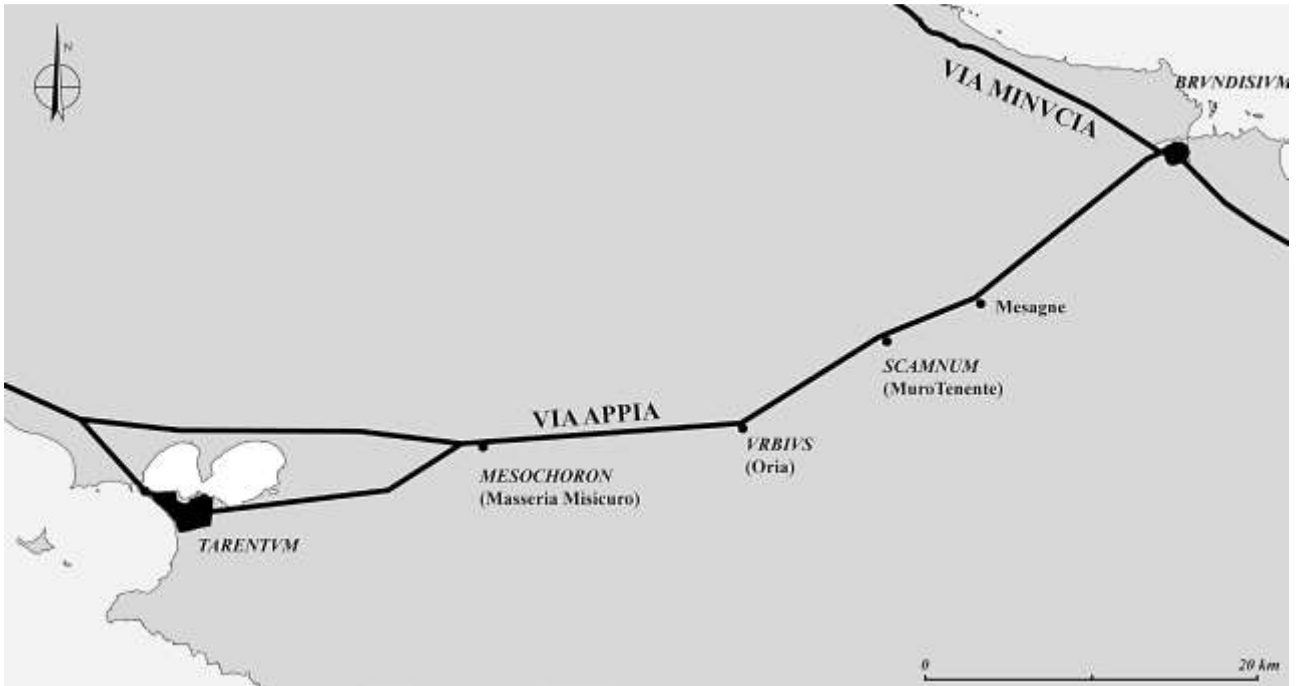 N
VIA MINVCIA
BRVNDISIVM
Mesagne
SCAMNUM
(MuroTenente)
VIA APPIA
VRBIVS
(Oria)
MESOCHORON
(Masseria Misicuro)
TARENTVM
0 20 km